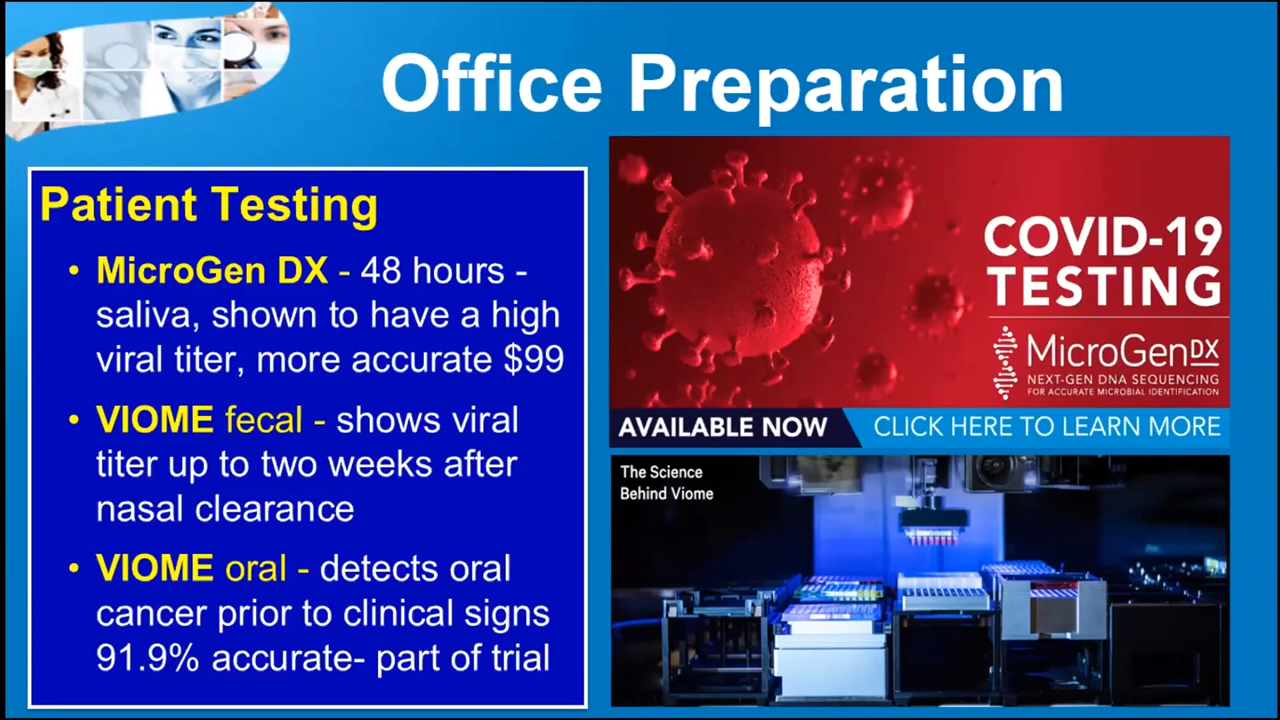 Office Preparation
Patient Testing
• MicroGen DX - 48 hours -
saliva, shown to have a high
viral titer, more accurate $99
• VIOME fecal - shows viral
titer up to two weeks after
nasal clearance
• VIOME oral - detects oral
cancer prior to clinical signs
91.9% accurate- part of trial
COVID-19
TESTING
MicroGenDX
NEXT-GEN DNA SEQUENCING
FOR ACCURATE MICROBIAL IDENTIFICATION
AVAILABLE NOW
CLICK HERE TO LEARN MORE
The Science
Behind Viome